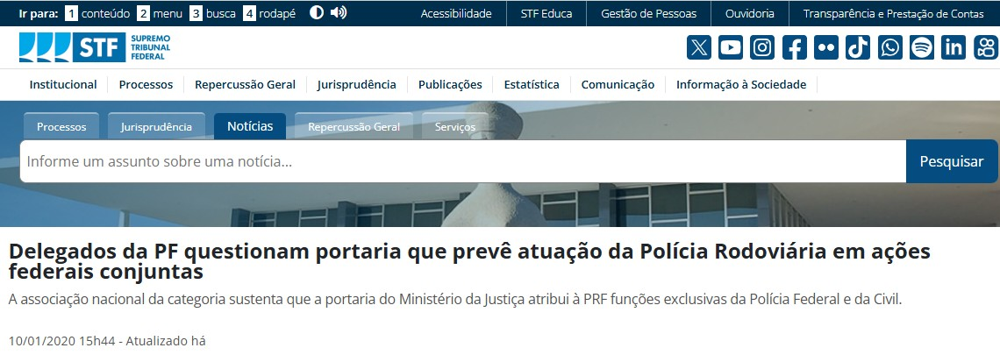 Ir para: 1 conteúdo 2 menu 3 busca 4 rodapé Acessibilidade STF Educa Gestão de Pessoas Ouvidoria Transparência e Prestação de Contas
STF SUPREMO
TRIBUNAL
FEDERAL
Institucional Processos Repercussão Geral Jurisprudência Publicações Estatística Comunicação Informação à Sociedade
Processos Jurisprudência Notícias Repercussão Geral Serviços
Informe um assunto sobre uma notícia... Pesquisar
Delegados da PF questionam portaria que prevê atuação da Polícia Rodoviária em ações
federais conjuntas
A associação nacional da categoria sustenta que a portaria do Ministério da Justiça atribui à PRF funções exclusivas da Polícia Federal e da Civil.
10/01/2020 15h44 - Atualizado há